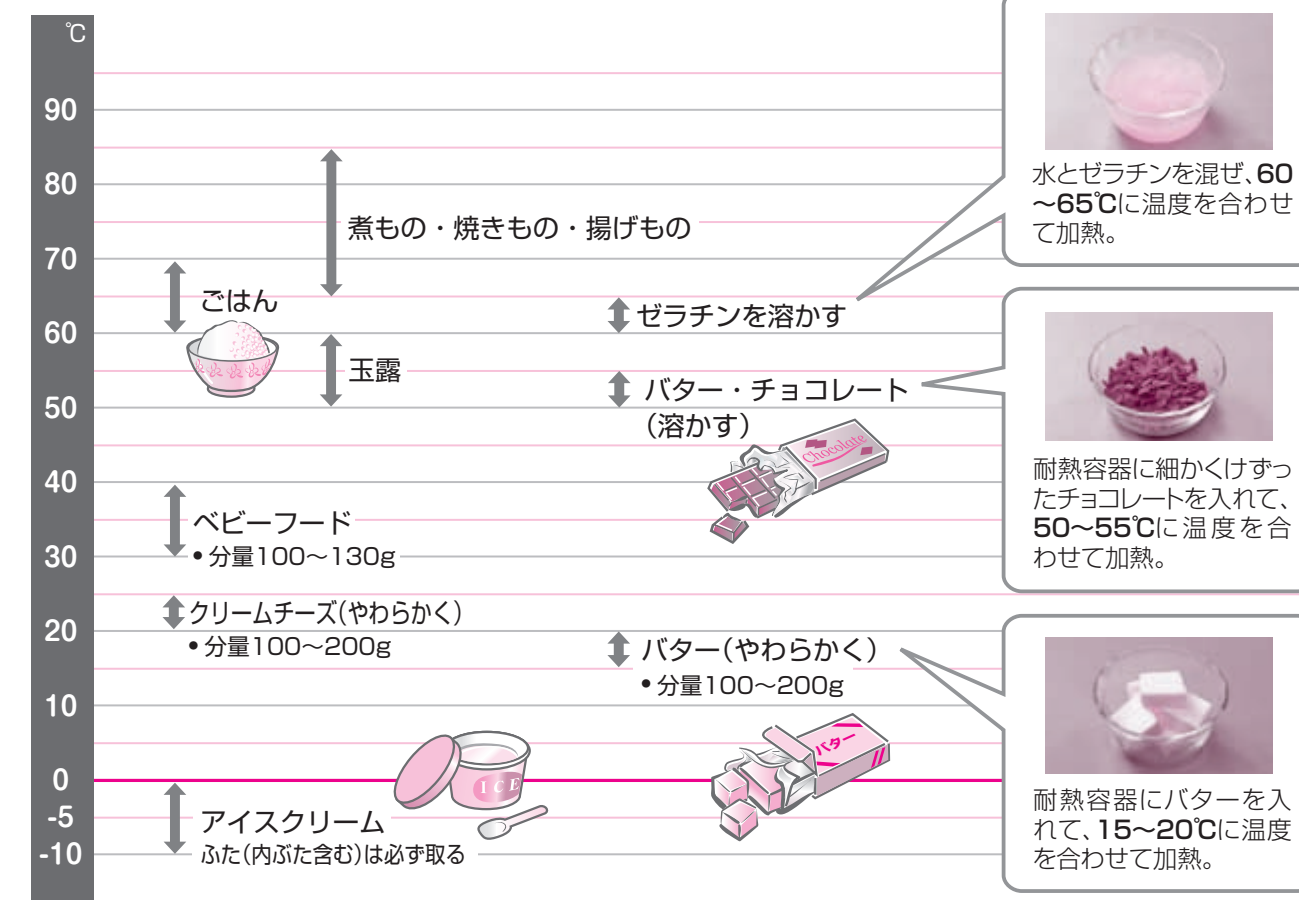 ℃
90
80
70
60
50
40
30
20
10
0
-5
-10
煮もの・焼きもの・揚げもの
ごはん
ゼラチンを溶かす
玉露
バター・チョコレート
(溶かす)
Chocolate
ベビーフード
•分量100～130g
クリームチーズ(やわらかく)
•分量100～200g
バター(やわらかく)
•分量100～200g
バター
ICE
アイスクリーム
ふた(内ぶた含む)は必ず取る
水とゼラチンを混ぜ、60
～65℃に温度を合わせ
て加熱。
耐熱容器に細かくけずっ
たチョコレートを入れて、
50～55℃に温度を合
わせて加熱。
耐熱容器にバターを入
れて、15～20℃に温度
を合わせて加熱。